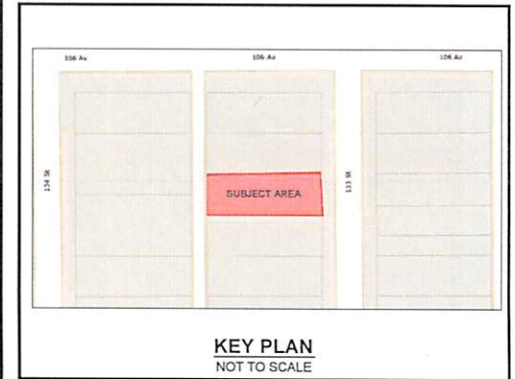 106 Av 106 Av 106 Av
134 St
133 St
SUBJECT AREA
KEY PLAN
NOT TO SCALE